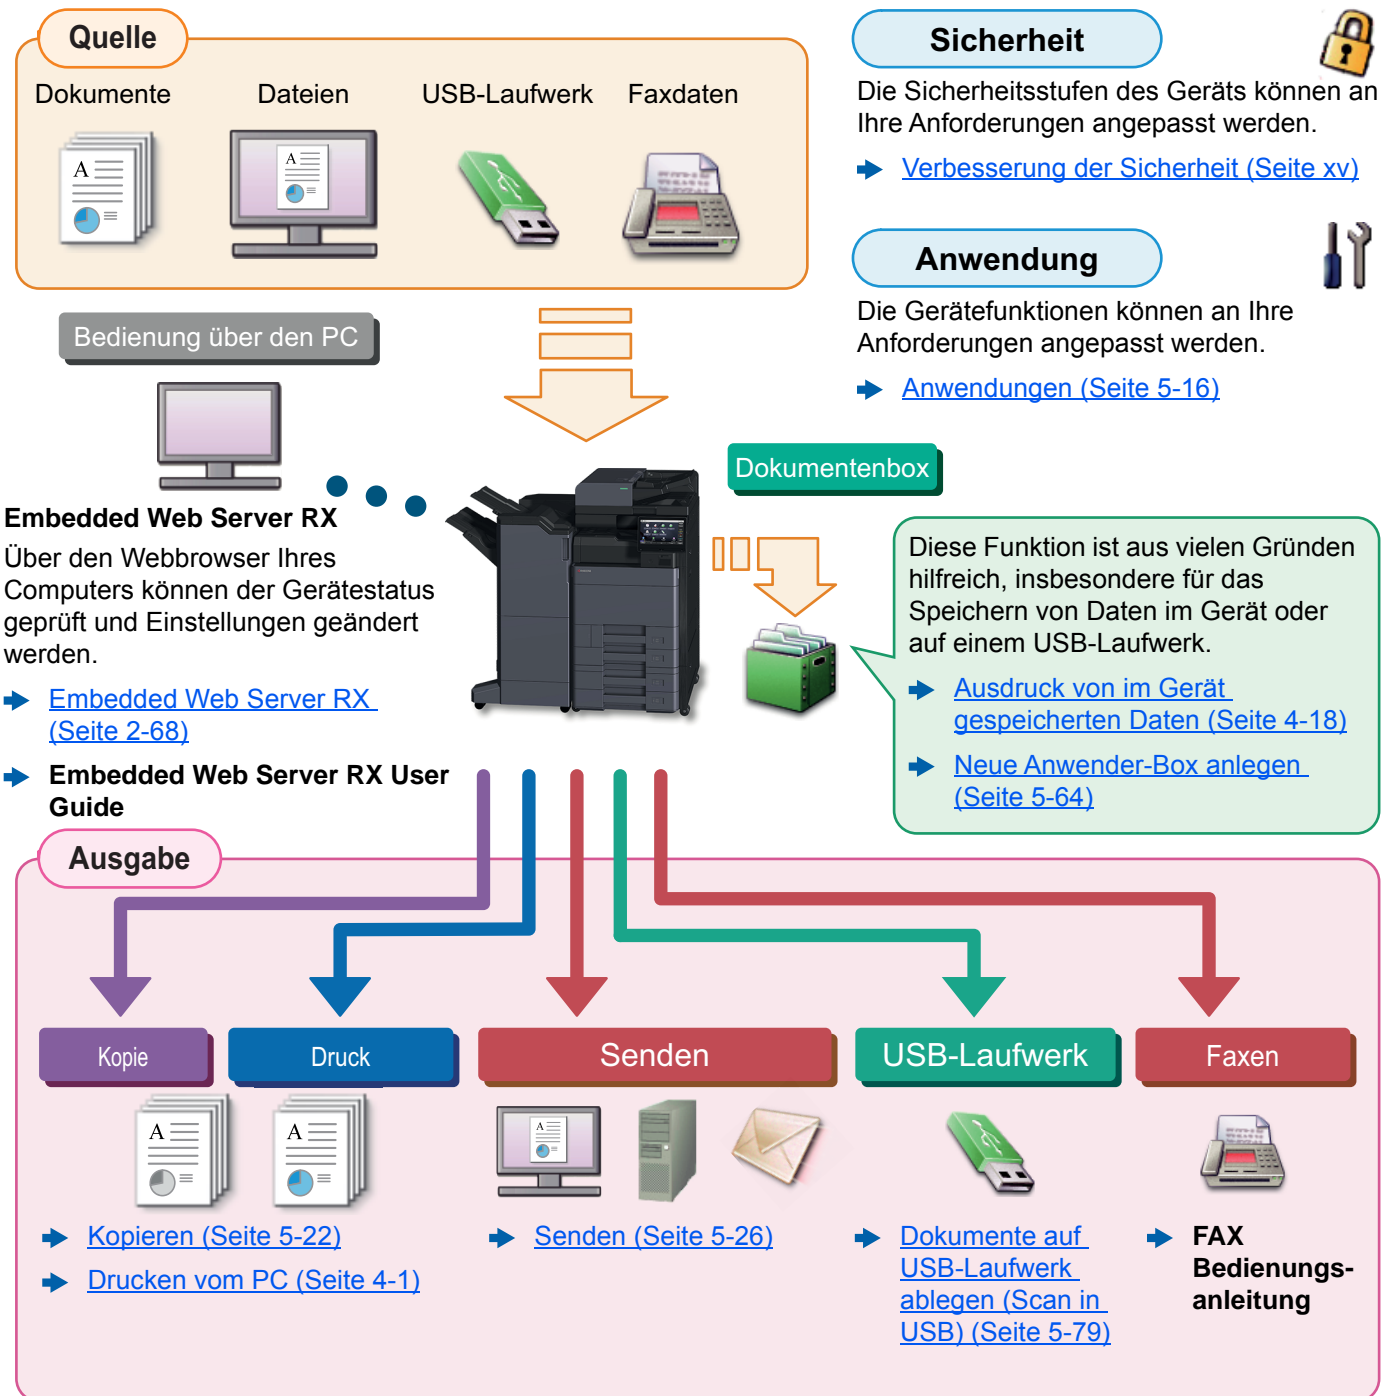 Quelle
Dokumente
Dateien
USB-Laufwerk
Faxdaten
Sicherheit
Die Sicherheitsstufen des Geräts können an
Ihre Anforderungen angepasst werden.
Verbesserung der Sicherheit (Seite xv)
Anwendung
Die Gerätefunktionen können an Ihre
Anforderungen angepasst werden.
Anwendungen (Seite 5-16)
Bedienung über den PC
Embedded Web Server RX
Über den Webbrowser Ihres
Computers können der Gerätestatus
geprüft und Einstellungen geändert
werden.
Embedded Web Server RX
(Seite 2-68)
Embedded Web Server RX User
Guide
Dokumentenbox
Diese Funktion ist aus vielen Gründen
hilfreich, insbesondere für das
Speichern von Daten im Gerät oder
auf einem USB-Laufwerk.
Ausdruck von im Gerät
gespeicherten Daten (Seite 4-18)
Neue Anwender-Box anlegen
(Seite 5-64)
Ausgabe
Kopie
Druck
Senden
USB-Laufwerk
Faxen
A
A
A
A
A
Kopieren (Seite 5-22)
Drucken vom PC (Seite 4-1)
Senden (Seite 5-26)
Dokumente auf
USB-Laufwerk
ablegen (Scan in
USB) (Seite 5-79)
FAX
Bedienungs-
anleitung